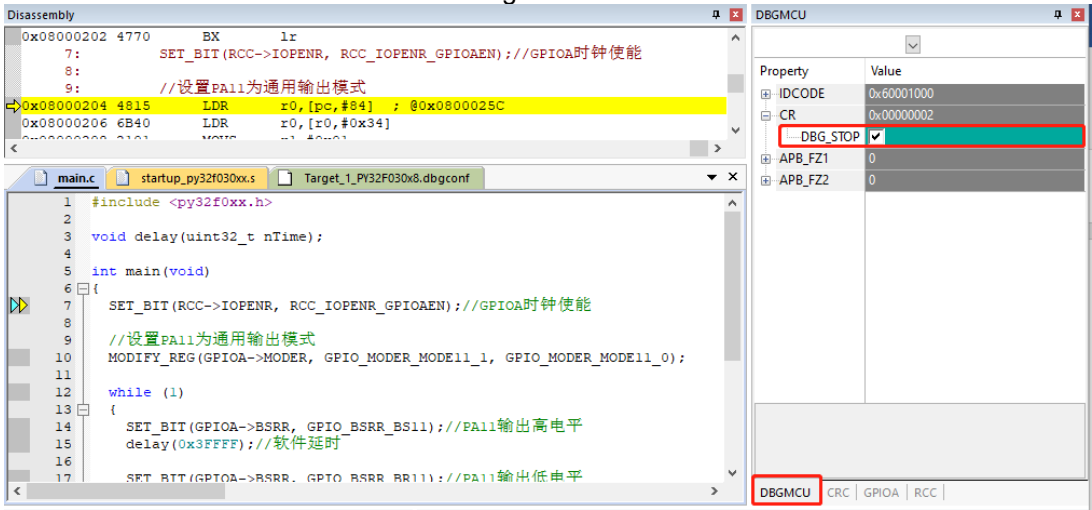 Disassembly
0x08000202 4770 BX lr
7: SET_BIT(RCC->IOPENR, RCC_IOPENR_GPIOAEN);//GPIOA时钟使能
8:
9: //设置PA11为通用输出模式
0x08000204 4815 LDR r0,[pc,#84] ; @0x0800025C
0x08000206 6B40 LDR r0,[r0,#0x34]
main.c startup_py32f030xx.s Target_1_PY32F030x8.dbgconf
1 #include <py32f0xx.h>
2
3 void delay(uint32_t nTime);
4
5 int main(void)
6 {
7 SET_BIT(RCC->IOPENR, RCC_IOPENR_GPIOAEN);//GPIOA时钟使能
8
9 //设置PA11为通用输出模式
10 MODIFY_REG(GPIOA->MODER, GPIO_MODER_MODE11_1, GPIO_MODER_MODE11_0);
11
12 while (1)
13 {
14 SET_BIT(GPIOA->BSRR, GPIO_BSRR_BS11);//PA11输出高电平
15 delay(0x3FFFF);//软件延时
16
17 SET_BIT(GPIOA->BSRR, GPIO_BSRR_BR11);//PA11输出低电平
DBGMCU
Property Value
IDCODE 0x60001000
CR 0x00000002
DBG_STOP
APB_FZ1 0
APB_FZ2 0
DBGMCU CRC GPIOA RCC